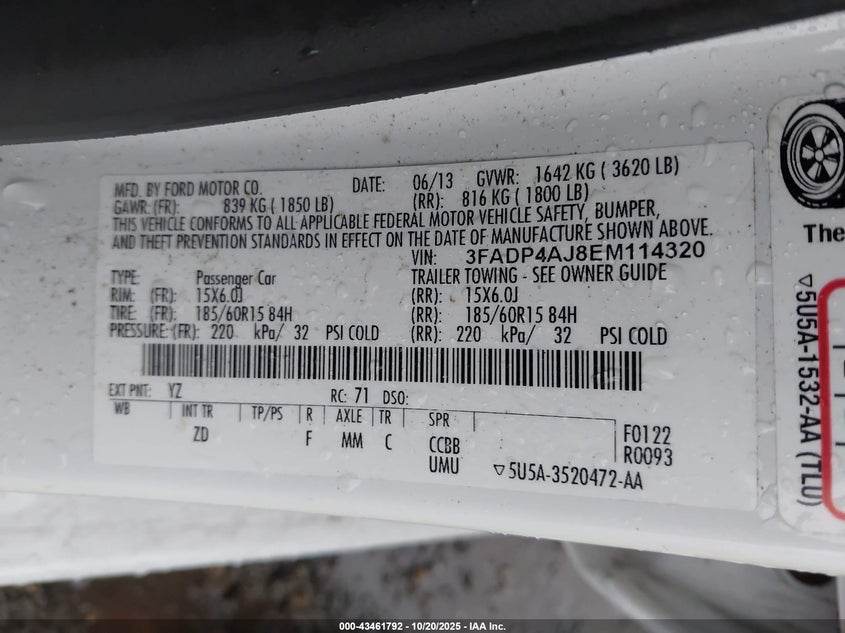 MFD. BY FORD MOTOR CO. DATE: 06/13 GVWR: 1642 KG ( 3620 LB)
GAWR: (FR): 839 KG ( 1850 LB) (RR): 816 KG ( 1800 LB)
THIS VEHICLE CONFORMS TO ALL APPLICABLE FEDERAL MOTOR VEHICLE SAFETY, BUMPER,
AND THEFT PREVENTION STANDARDS IN EFFECT ON THE DATE OF MANUFACTURE SHOWN ABOVE.
VIN: 3FADP4AJ8EM114320
TYPE: Passenger Car TRAILER TOWING - SEE OWNER GUIDE
RIM: (FR): 15X6.0J (RR): 15X6.0J
TIRE: (FR): 185/60R15 84H (RR): 185/60R15 84H
PRESSURE: (FR): 220 kPa/ 32 PSI COLD (RR): 220 kPa/ 32 PSI COLD
EXT PNT: YZ RC: 71 DSO:
WB INT TR TP/PS R AXLE TR SPR
ZD F MM C CCBB F0122
UMU R0093
▽5U5A-3520472-AA
The
▽5U5A-1532-AA (TLU)
000-43461792 - 10/20/2025 - IAA Inc.